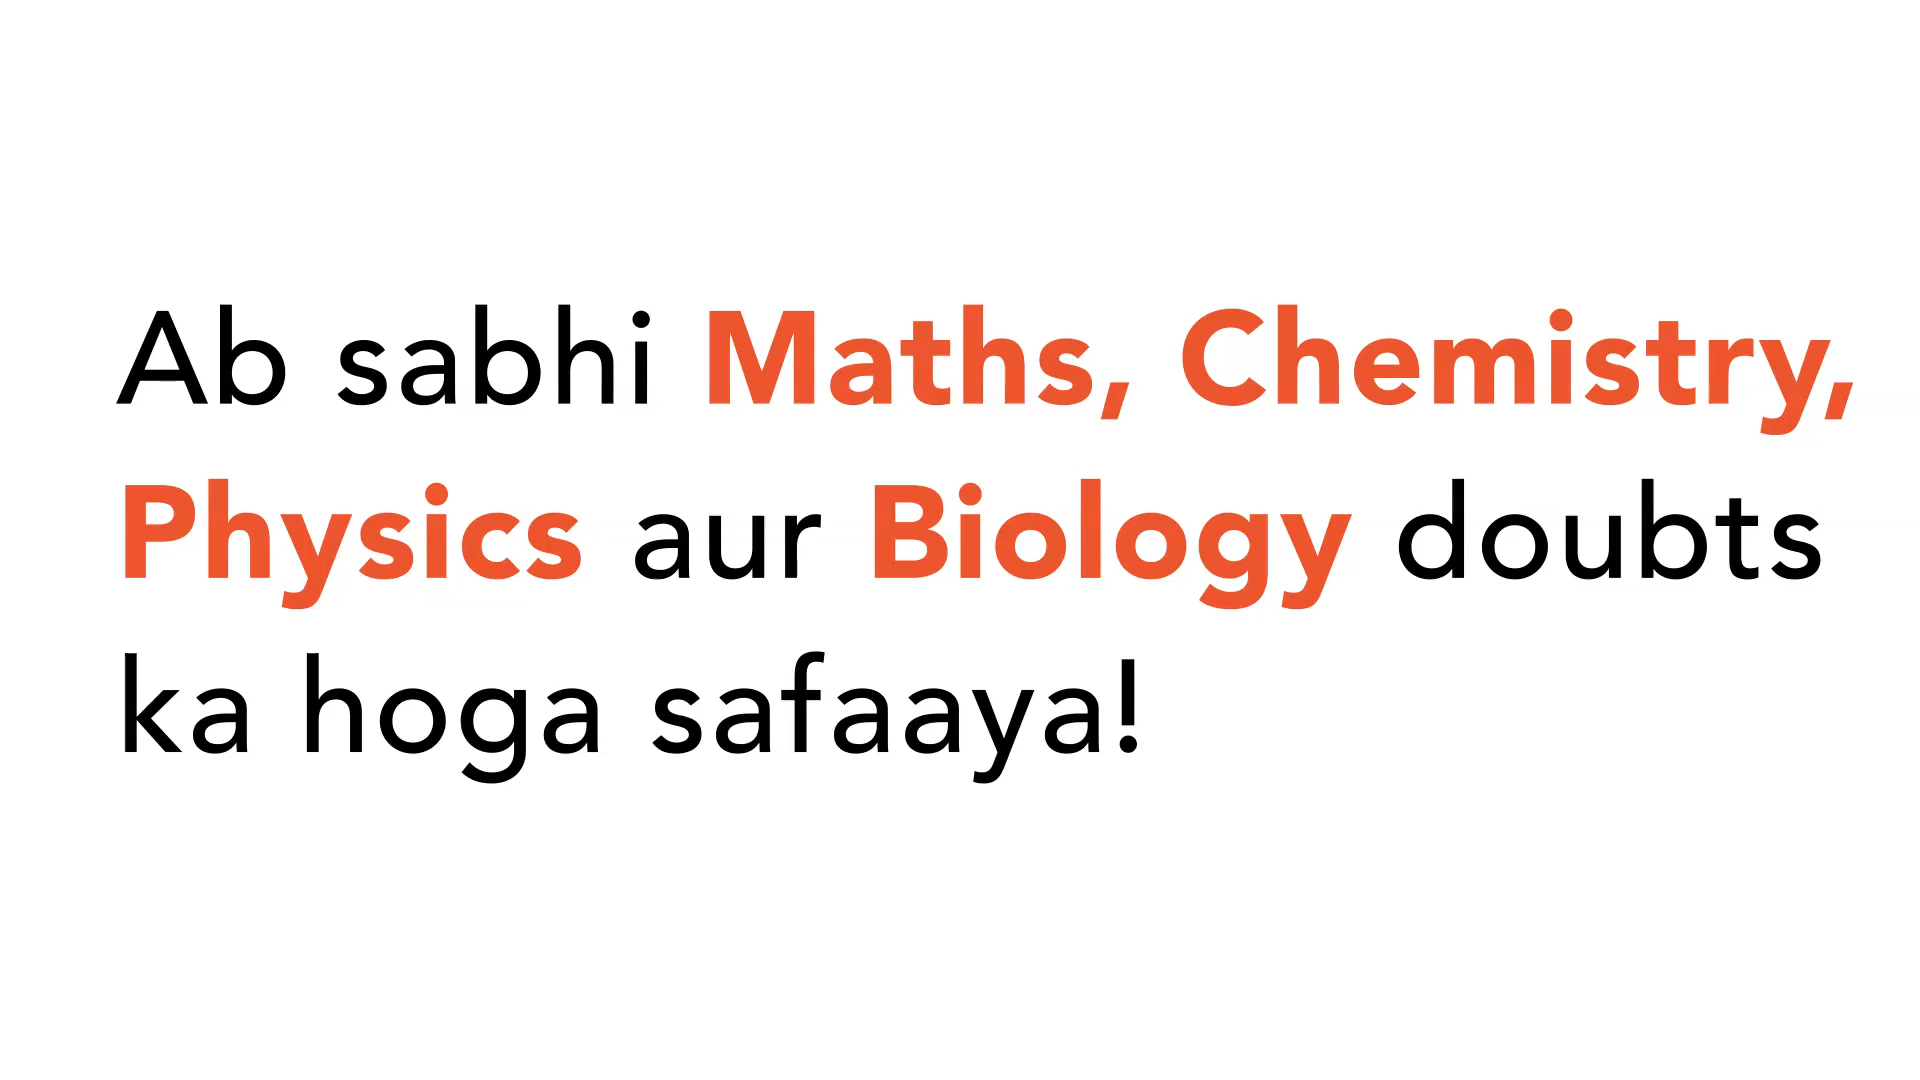 Ab sabhi Maths, Chemistry,
Physics aur Biology doubts
ka hoga safaaya!